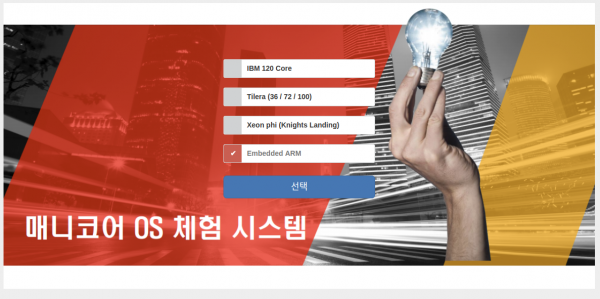 IBM 120 Core
Tilera (36 / 72 / 100)
Xeon phi (Knights Landing)
Embedded ARM
선택
매니코어 OS 체험 시스템